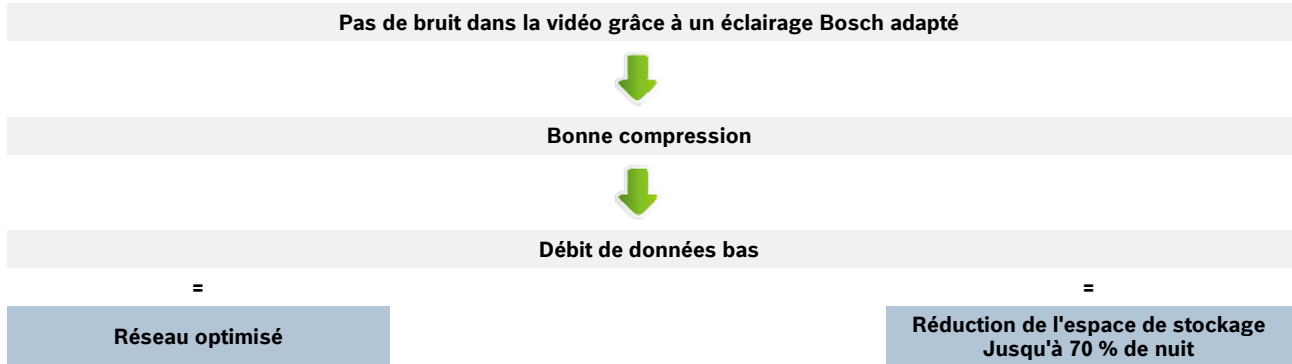 Pas de bruit dans la vidéo grâce à un éclairage Bosch adapté
Bonne compression
Débit de données bas
= =
Réseau optimisé
Réduction de l'espace de stockage
Jusqu'à 70 % de nuit